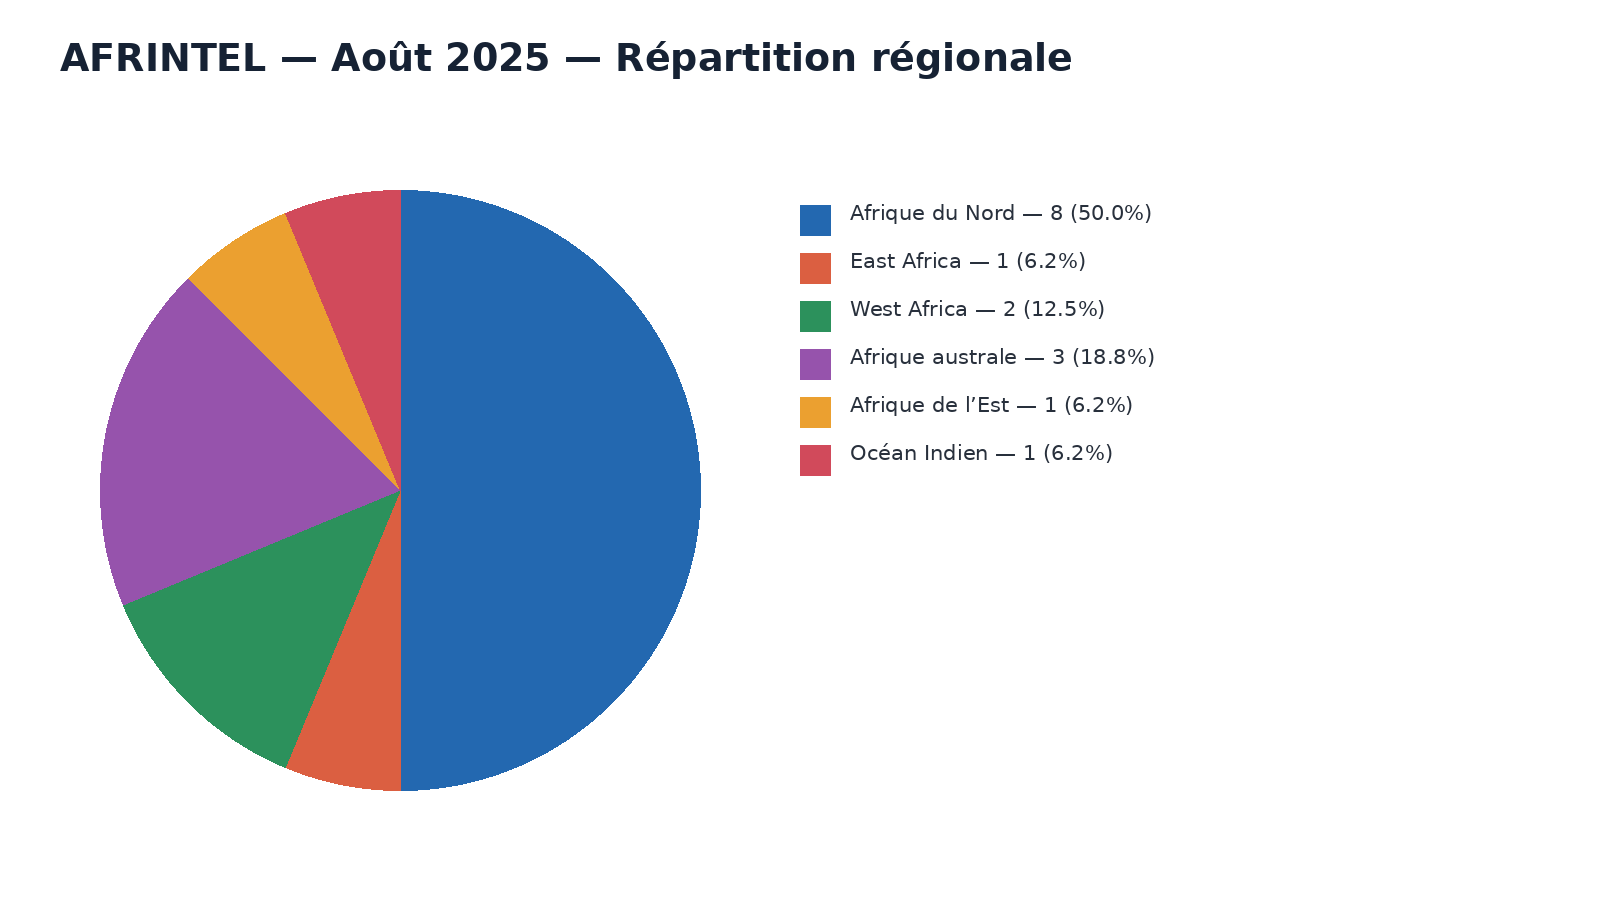 AFRINTEL — Août 2025 — Répartition régionale
Afrique du Nord — 8 (50.0%)
East Africa — 1 (6.2%)
West Africa — 2 (12.5%)
Afrique australe — 3 (18.8%)
Afrique de l’Est — 1 (6.2%)
Océan Indien — 1 (6.2%)